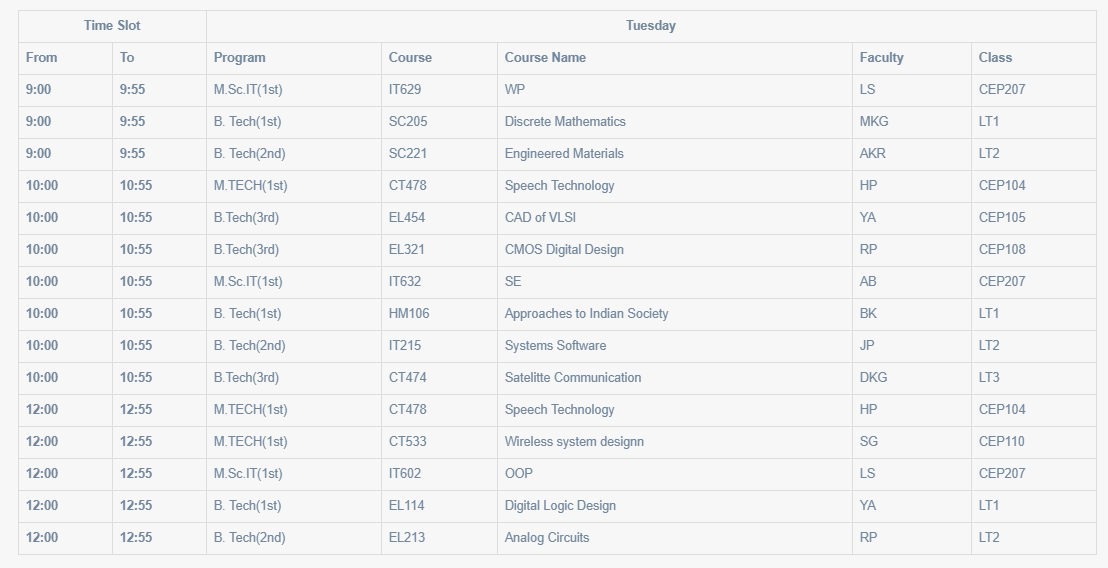 Time Slot Tuesday
From To Program Course Course Name Faculty Class
9:00 9:55 M.Sc.IT(1st) IT629 WP LS CEP207
9:00 9:55 B. Tech(1st) SC205 Discrete Mathematics MKG LT1
9:00 9:55 B. Tech(2nd) SC221 Engineered Materials AKR LT2
10:00 10:55 M.TECH(1st) CT478 Speech Technology HP CEP104
10:00 10:55 B.Tech(3rd) EL454 CAD of VLSI YA CEP105
10:00 10:55 B.Tech(3rd) EL321 CMOS Digital Design RP CEP108
10:00 10:55 M.Sc.IT(1st) IT632 SE AB CEP207
10:00 10:55 B. Tech(1st) HM106 Approaches to Indian Society BK LT1
10:00 10:55 B. Tech(2nd) IT215 Systems Software JP LT2
10:00 10:55 B.Tech(3rd) CT474 Satelitte Communication DKG LT3
12:00 12:55 M.TECH(1st) CT478 Speech Technology HP CEP104
12:00 12:55 M.TECH(1st) CT533 Wireless system designn SG CEP110
12:00 12:55 M.Sc.IT(1st) IT602 OOP LS CEP207
12:00 12:55 B. Tech(1st) EL114 Digital Logic Design YA LT1
12:00 12:55 B. Tech(2nd) EL213 Analog Circuits RP LT2